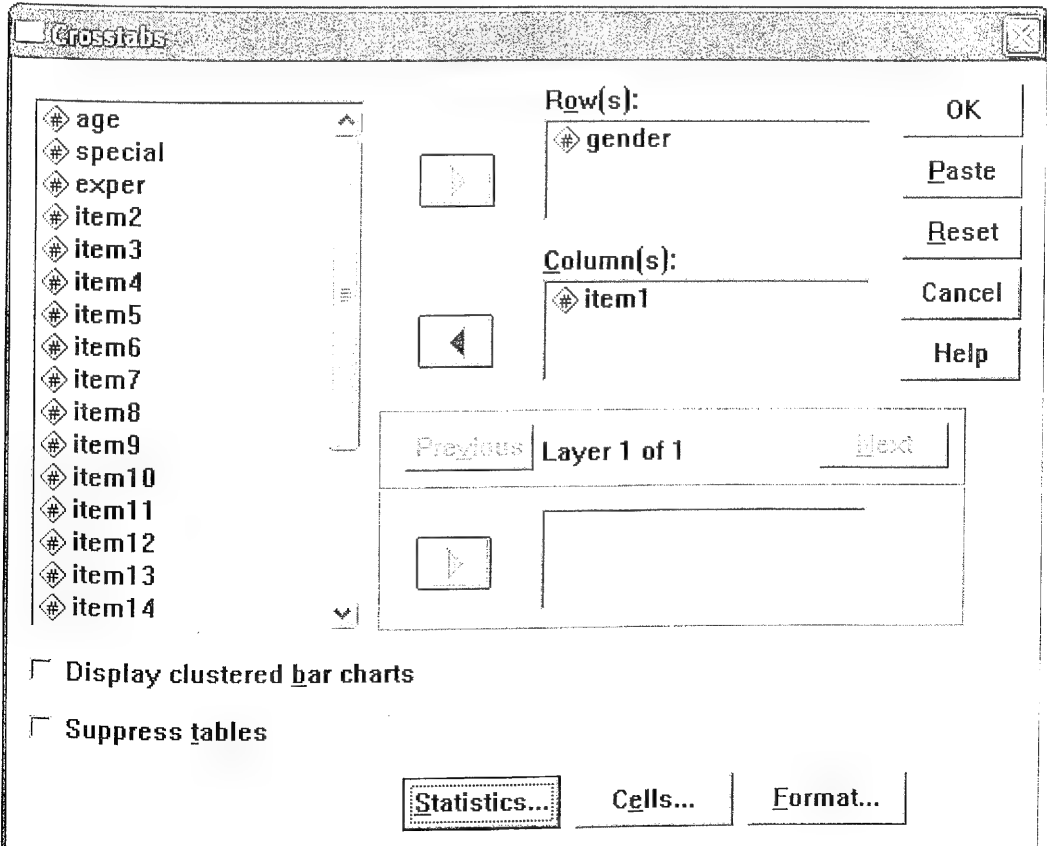 Crosstabs
age
special
exper
item2
item3
item4
item5
item6
item7
item8
item9
item10
item11
item12
item13
item14
Row(s):
gender
Column(s):
item1
Previous
Layer 1 of 1
Next
OK
Paste
Reset
Cancel
Help
Display clustered bar charts
Suppress tables
Statistics...
Cells...
Format...